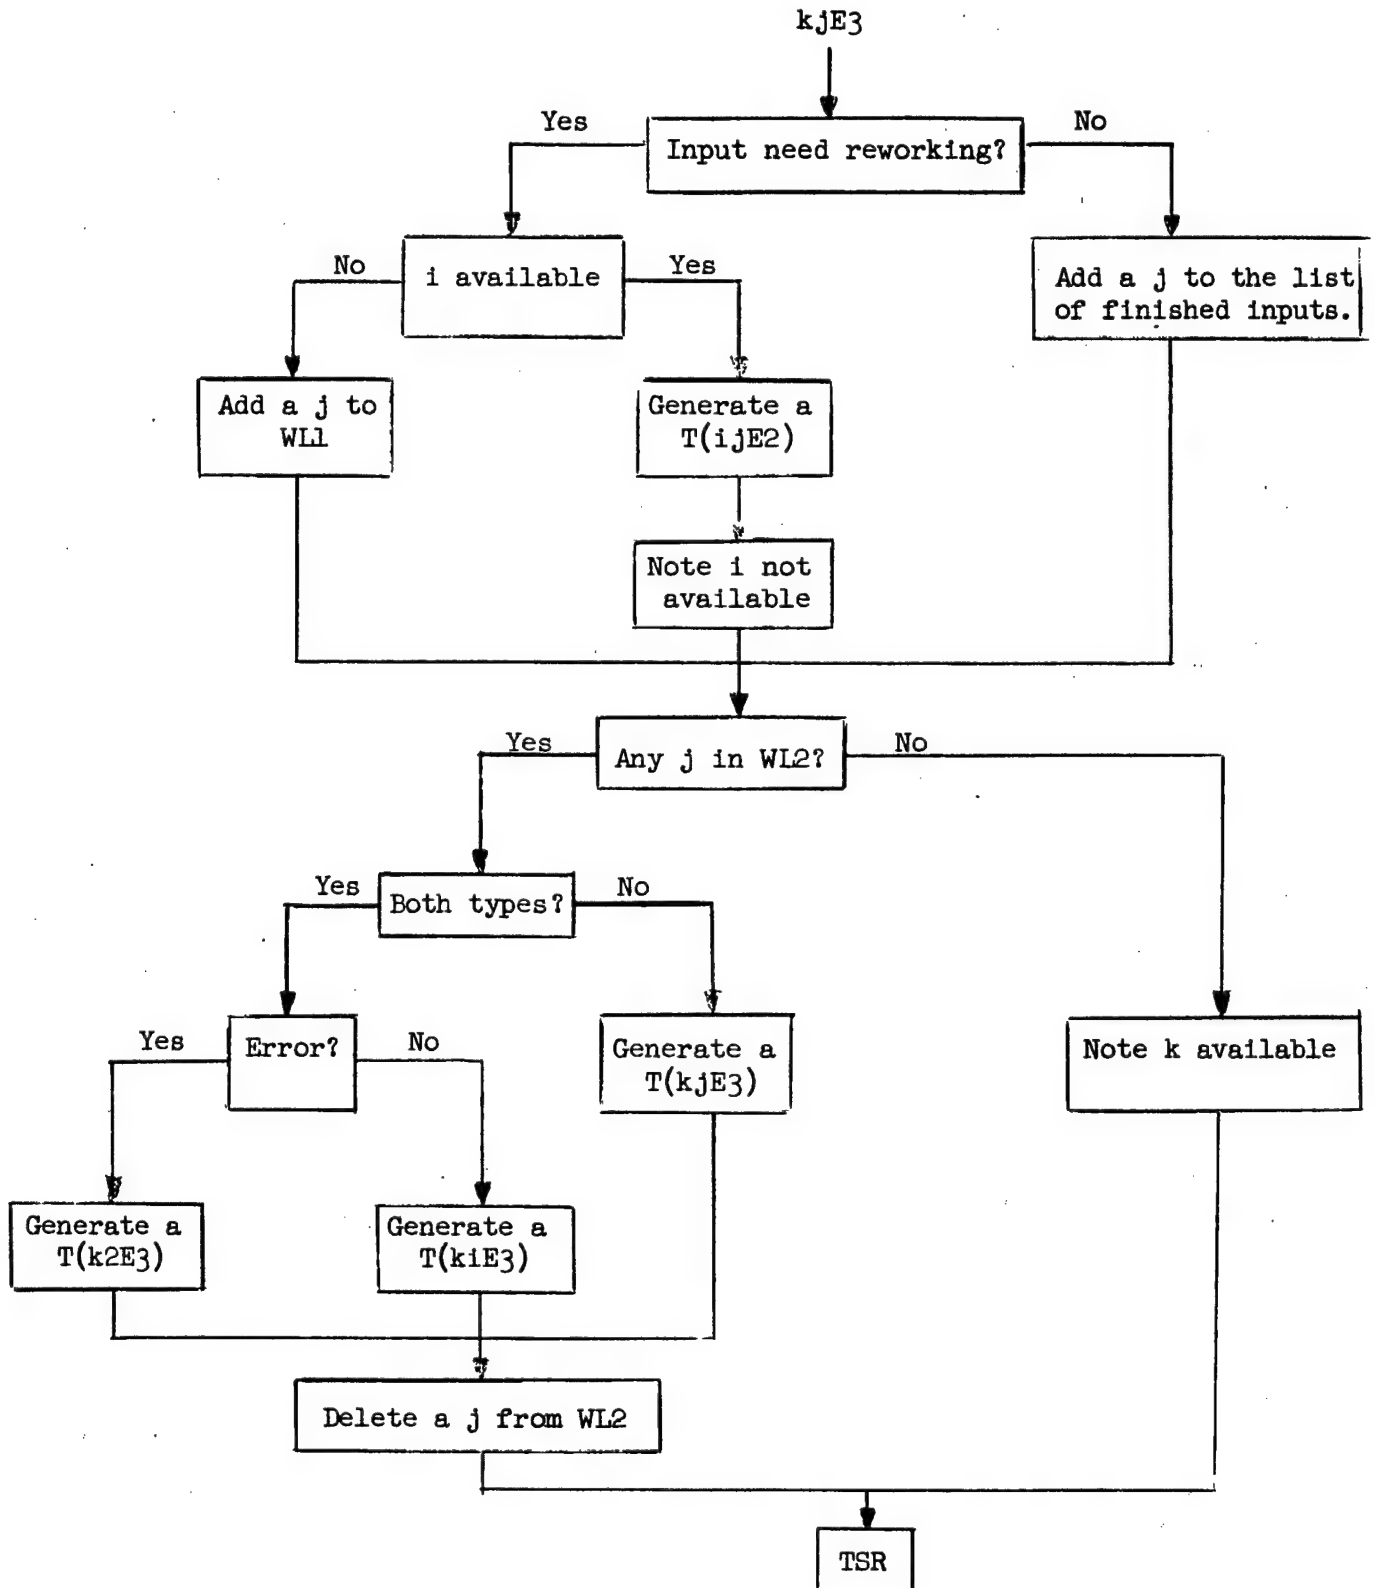 kjE3
Yes
No
Input need reworking?
No
i available
Yes
Add a j to the list
of finished inputs.
Add a j to
WL1
Generate a
T(ijE2)
Note i not
available
Yes
Any j in WL2?
No
Yes
Both types?
No
Yes
Error?
No
Generate a
T(kjE3)
Note k available
Generate a
T(k2E3)
Generate a
T(kiE3)
Delete a j from WL2
TSR